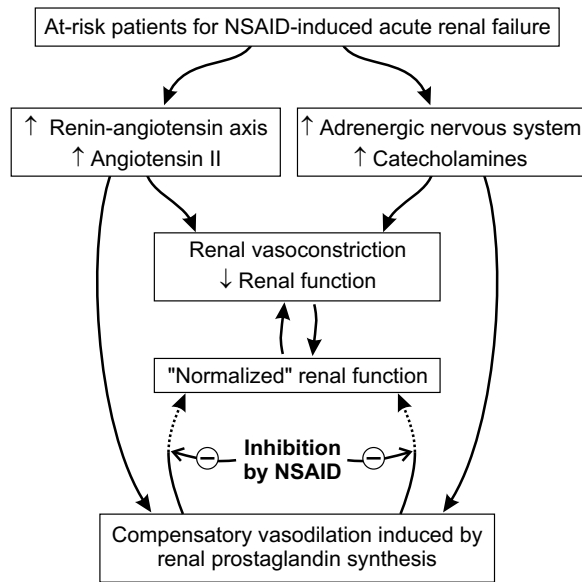 At-risk patients for NSAID-induced acute renal failure
↑ Renin-angiotensin axis
↑ Angiotensin II
↑ Adrenergic nervous system
↑ Catecholamines
Renal vasoconstriction
↓ Renal function
"Normalized" renal function
Inhibition
by NSAID
−
−
Compensatory vasodilation induced by
renal prostaglandin synthesis